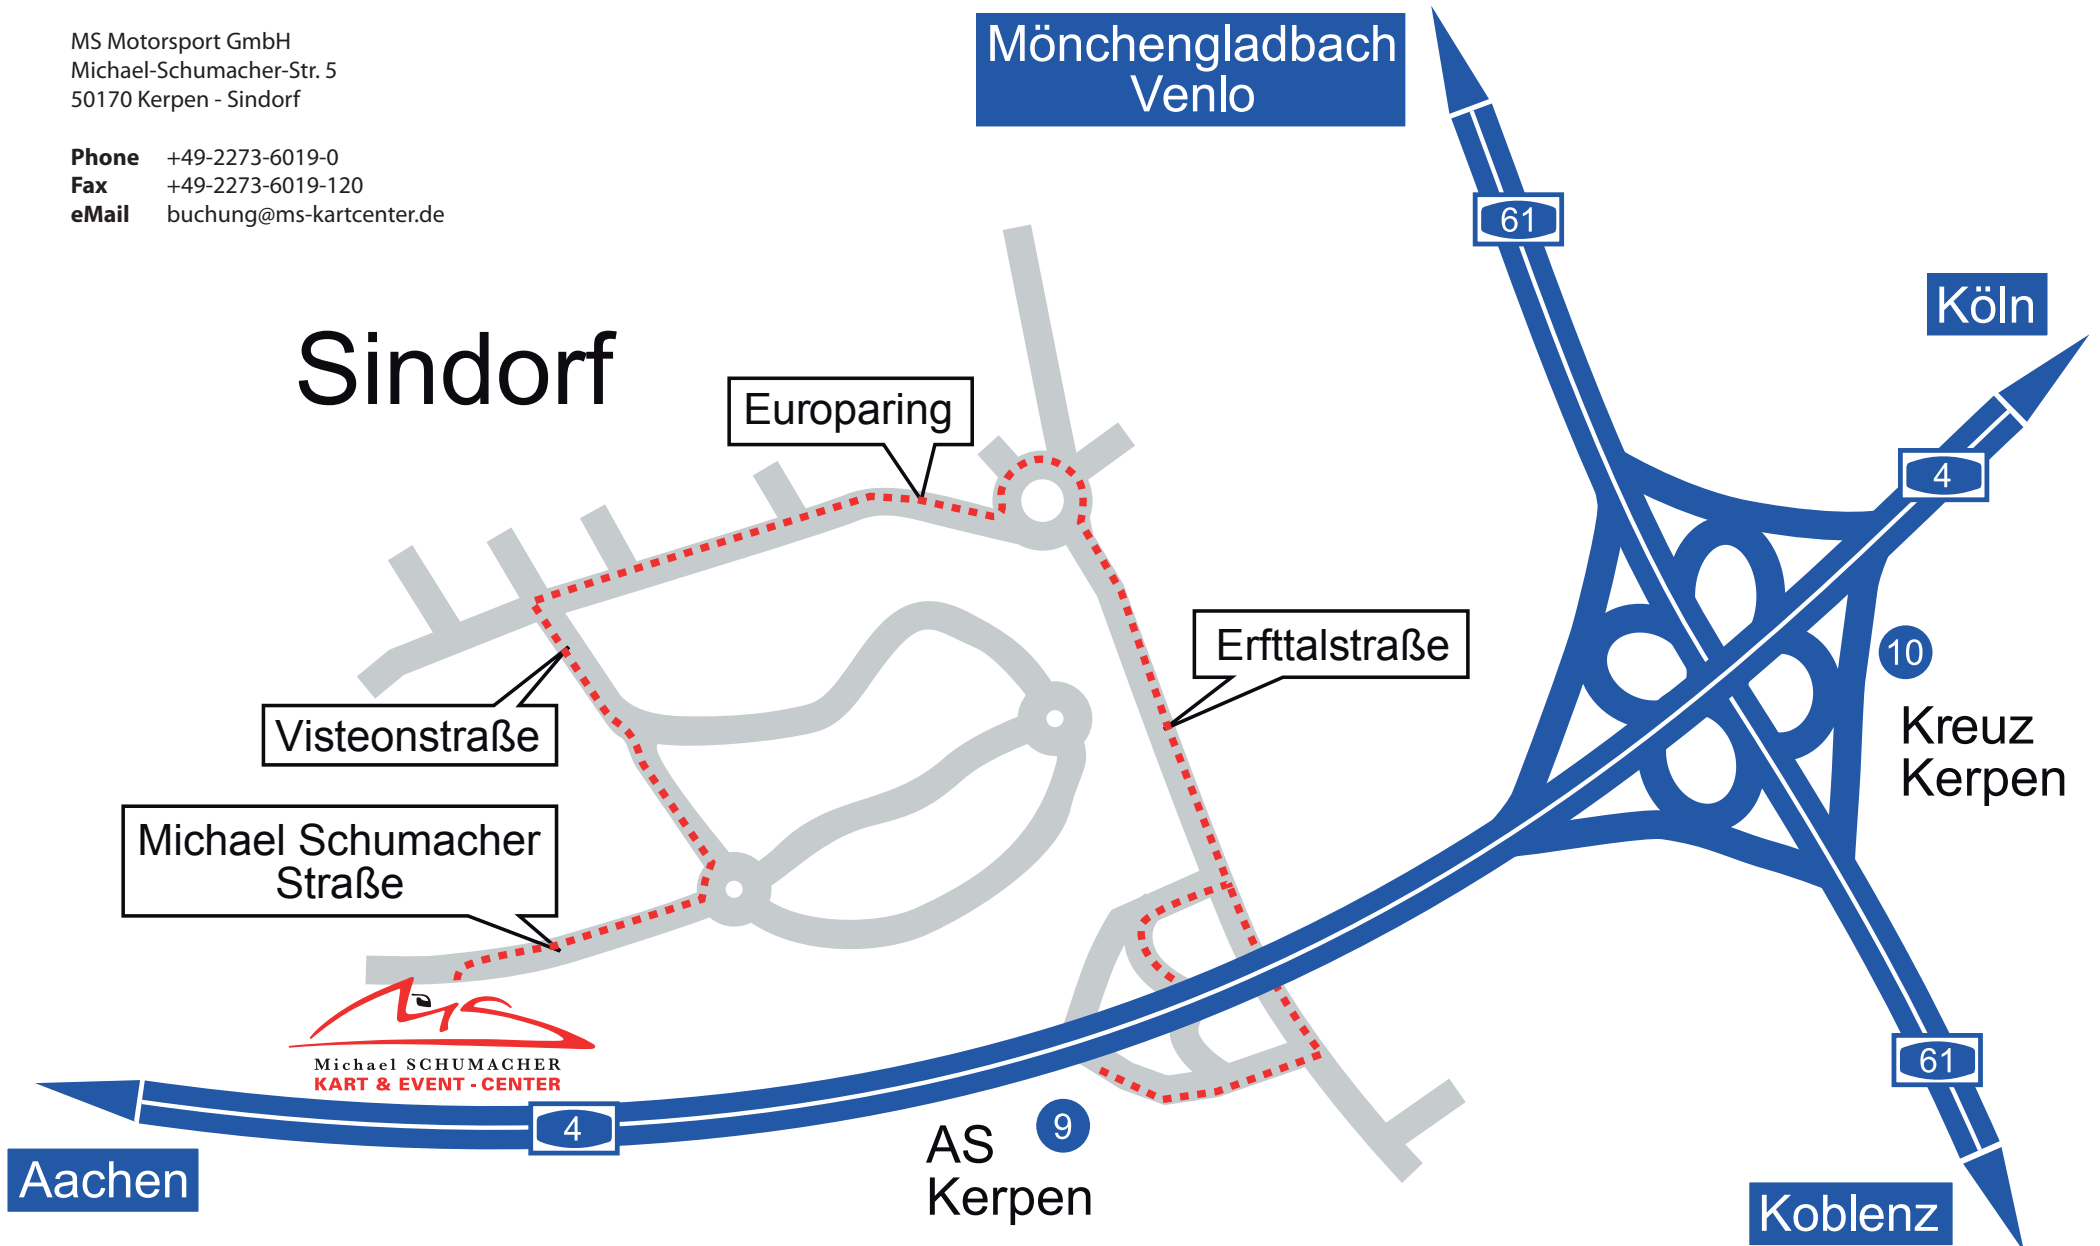 MS Motorsport GmbH
Michael-Schumacher-Str. 5
50170 Kerpen - Sindorf
Phone +49-2273-6019-0
Fax +49-2273-6019-120
eMail buchung@ms-kartcenter.de
Mönchengladbach
Venlo
61
Köln
4
Sindorf
Europaring
Erfttalstraße
10
Kreuz
Kerpen
Visteonstraße
Michael Schumacher
Straße
Michael SCHUMACHER
KART & EVENT - CENTER
61
4
9
AS
Kerpen
Aachen
Koblenz